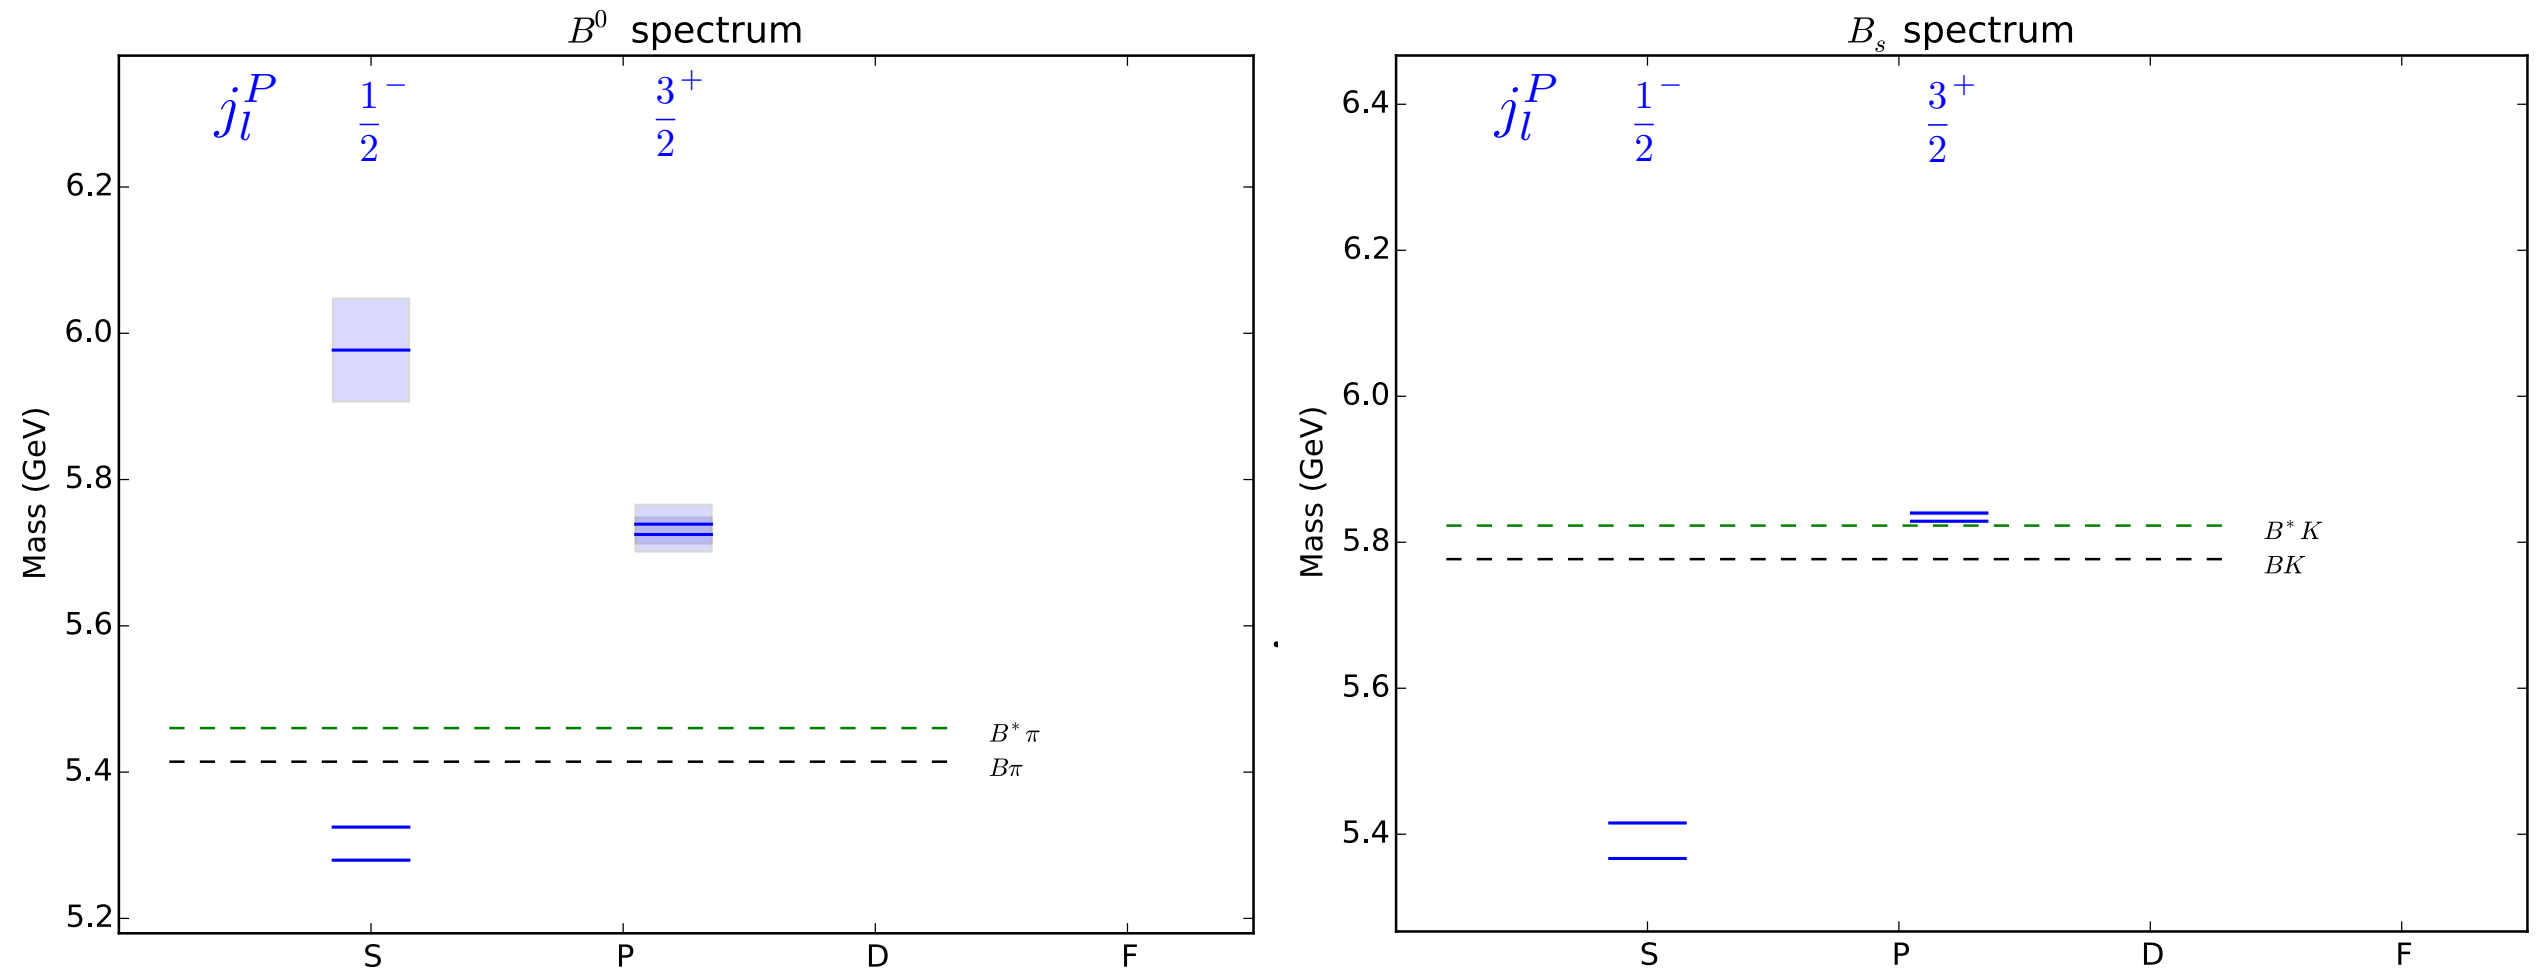 B⁰ spectrum
j_l^P 1/2⁻ 3/2⁺
Mass (GeV)
6.2
6.0
5.8
5.6
5.4
5.2
B*π
Bπ
S P D F
B_s spectrum
j_l^P 1/2⁻ 3/2⁺
Mass (GeV)
6.4
6.2
6.0
5.8
5.6
5.4
B*K
BK
S P D F